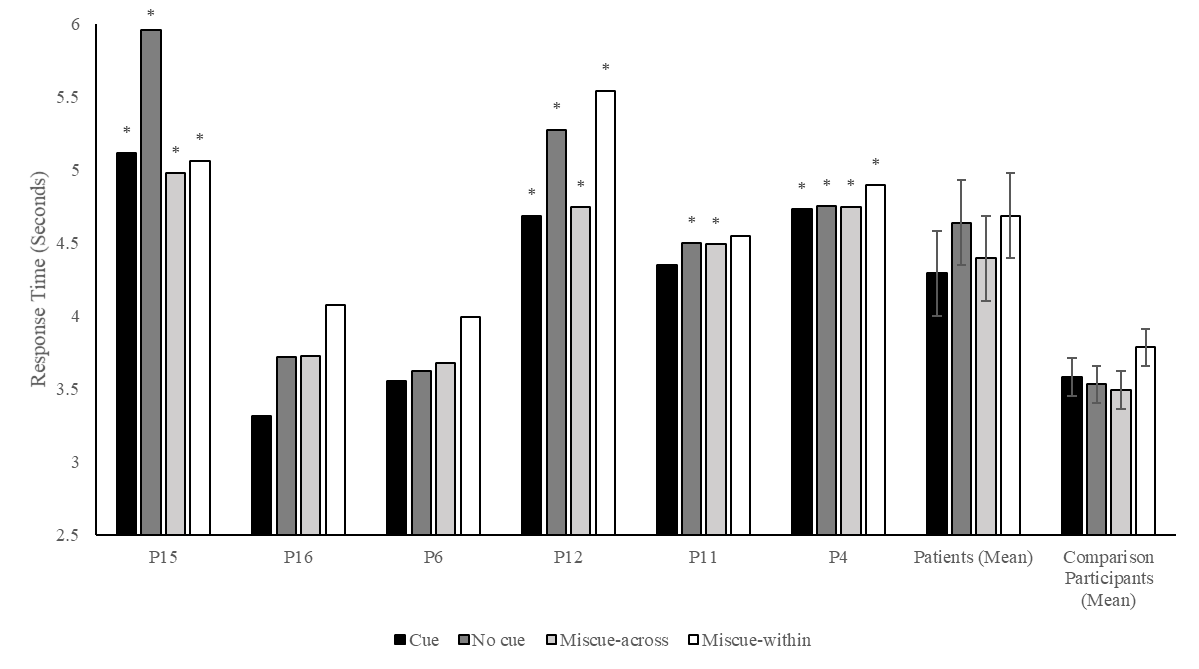 Response Time (Seconds)
6
5.5
5
4.5
4
3.5
3
2.5
* * * *
* * * *
* *
* * * *
P15 P16 P6 P12 P11 P4 Patients (Mean) Comparison
Participants
(Mean)
Cue No cue Miscue-across Miscue-within